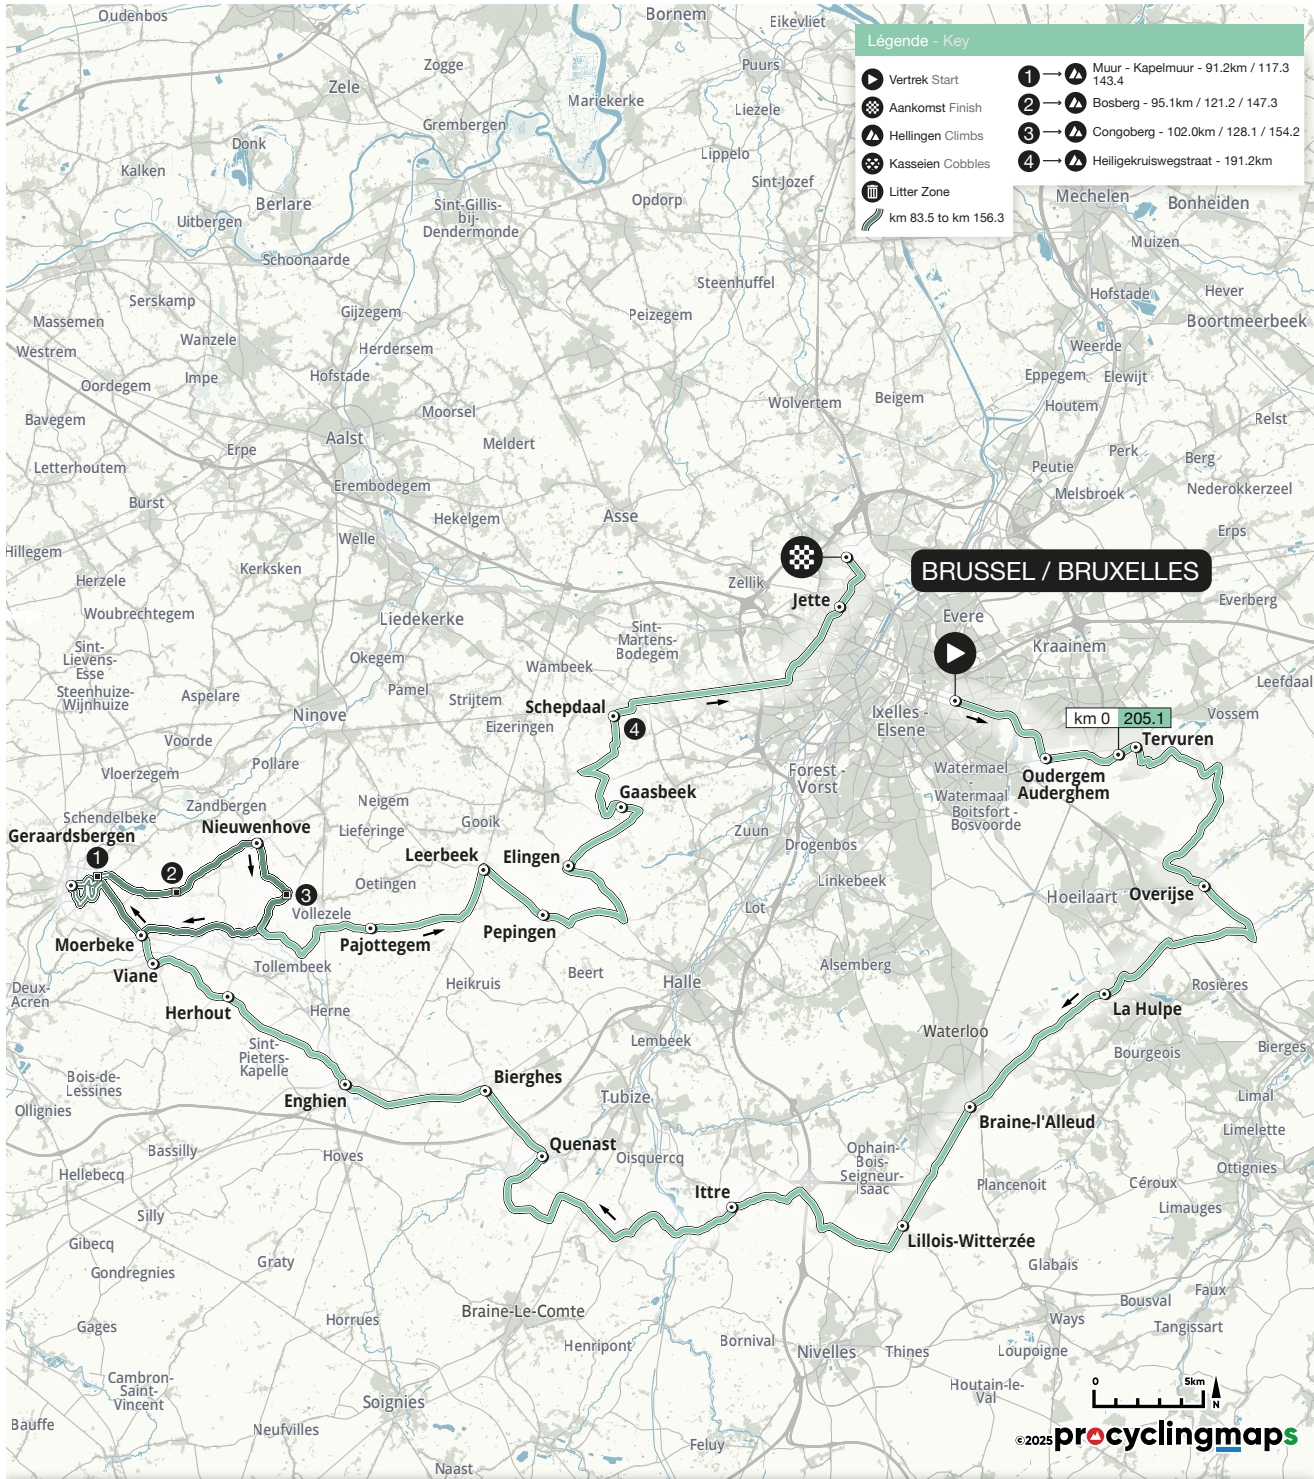 Légende - Key
Vertrek Start
Aankomst Finish
Hellingen Climbs
Kasseien Cobbles
Litter Zone
km 83.5 to km 156.3
1 → Muur - Kapelmuur - 91.2km / 117.3
143.4
2 → Bosberg - 95.1km / 121.2 / 147.3
3 → Congoberg - 102.0km / 128.1 / 154.2
4 → Heiligekruiswegstraat - 191.2km
Oudenbos
Bornem
Eikevliet
Zogge
Puurs
Zele
Mariekerke
Liezele
Grembergen
Donk
Lippelo
Kalken
Sint-Jozef
Berlare
Sint-Gillis-
bij-
Dendermonde
Opdorp
Mechelen
Bonheiden
Uitbergen
Muizen
Schoonaarde
Steenhuffel
Hofstade
Hever
Serskamp
Gijzegem
Peizegem
Massemen
Boortmeerbeek
Wanzele
Herdersem
Weerde
Westrem
Impe
Hofstade
Eppegem
Elewijt
Oordegem
Wolvertem
Beigem
Houtem
Moorsel
Bavegem
Relst
Aalst
Meldert
Erpe
Perk
Berg
Letterhoutem
Peutie
Erembodegem
Melsbroek
Nederokkerzeel
Burst
Hekelgem
Asse
Erps
Welle
Hillegem
Kerksken
Herzele
Zellik
BRUSSEL / BRUXELLES
Jette
Everberg
Woubrechtegem
Liedekerke
Evere
Sint-
Martens-
Bodegem
Kraainem
Sint-
Lievens-
Esse
Okegem
Wambeek
Steenhuize-
Wijnhuize
Aspelare
Pamel
Strijtem
Leefdaal
Schepdaal
Ninove
Eizeringen
4
Ixelles -
Elsene
km 0 205.1
Vossem
Voorde
Tervuren
Vloerzegem
Pollare
Forest -
Vorst
Watermael
-
Watermaal
Boitsfort -
Bosvoorde
Oudergem
Auderghem
Gaasbeek
Zandbergen
Neigem
Schendelbeke
Gooik
Nieuwenhove
Lieferinge
Zuun
Geraardsbergen
Drogenbos
1
Leerbeek
Elingen
2
Oetingen
Linkebeek
3
Hoeilaart
Overijse
Vollezele
Lot
Pepingen
Moerbeke
Pajottegem
Viane
Tollembeek
Beert
Alsemberg
Deux-
Acren
Heikruis
Halle
Rosières
Herhout
Herne
La Hulpe
Waterloo
Sint-
Pieters-
Kapelle
Lembeek
Bourgeois
Bierges
Bois-de-
Lessines
Bierghes
Enghien
Tubize
Limal
Ollignies
Braine-l'Alleud
Limelette
Bassilly
Hoves
Quenast
Oisquercq
Ophain-
Bois-
Seigneur-
Isaac
Hellebecq
Ottignies
Plancenoit
Céroux
Ittre
Silly
Limauges
Gibecq
Lillois-Witterzée
Graty
Gondregnies
Glabais
Faux
Braine-Le-Comte
Bousval
Horrues
Ways
Tangissart
Gages
Henripont
Bornival
Nivelles
Thines
Loupoigne
Cambron-
Saint-
Vincent
Houtain-le-
Val
Soignies
Bauffe
Neufvilles
Feluy
Naast
0 5km
N
©2025 procyclingmaps